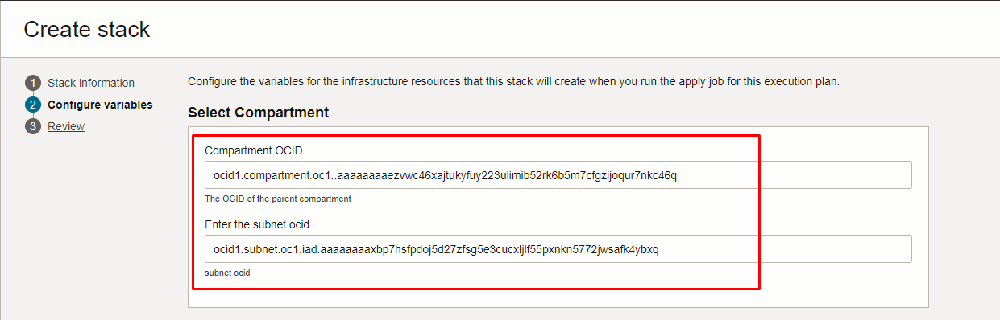 Create stack
1 Stack information
2 Configure variables
3 Review
Configure the variables for the infrastructure resources that this stack will create when you run the apply job for this execution plan.
Select Compartment
Compartment OCID
ocid1.compartment.oc1..aaaaaaaaezvwc46xajtukyfuy223ulimib52rk6b5m7cfgzijoqur7nkc46q
The OCID of the parent compartment
Enter the subnet ocid
ocid1.subnet.oc1.iad.aaaaaaaaxbp7hsfpdoj5d27zfsg5e3cucxljlf55pxnkn5772jwsafk4ybxq
subnet ocid